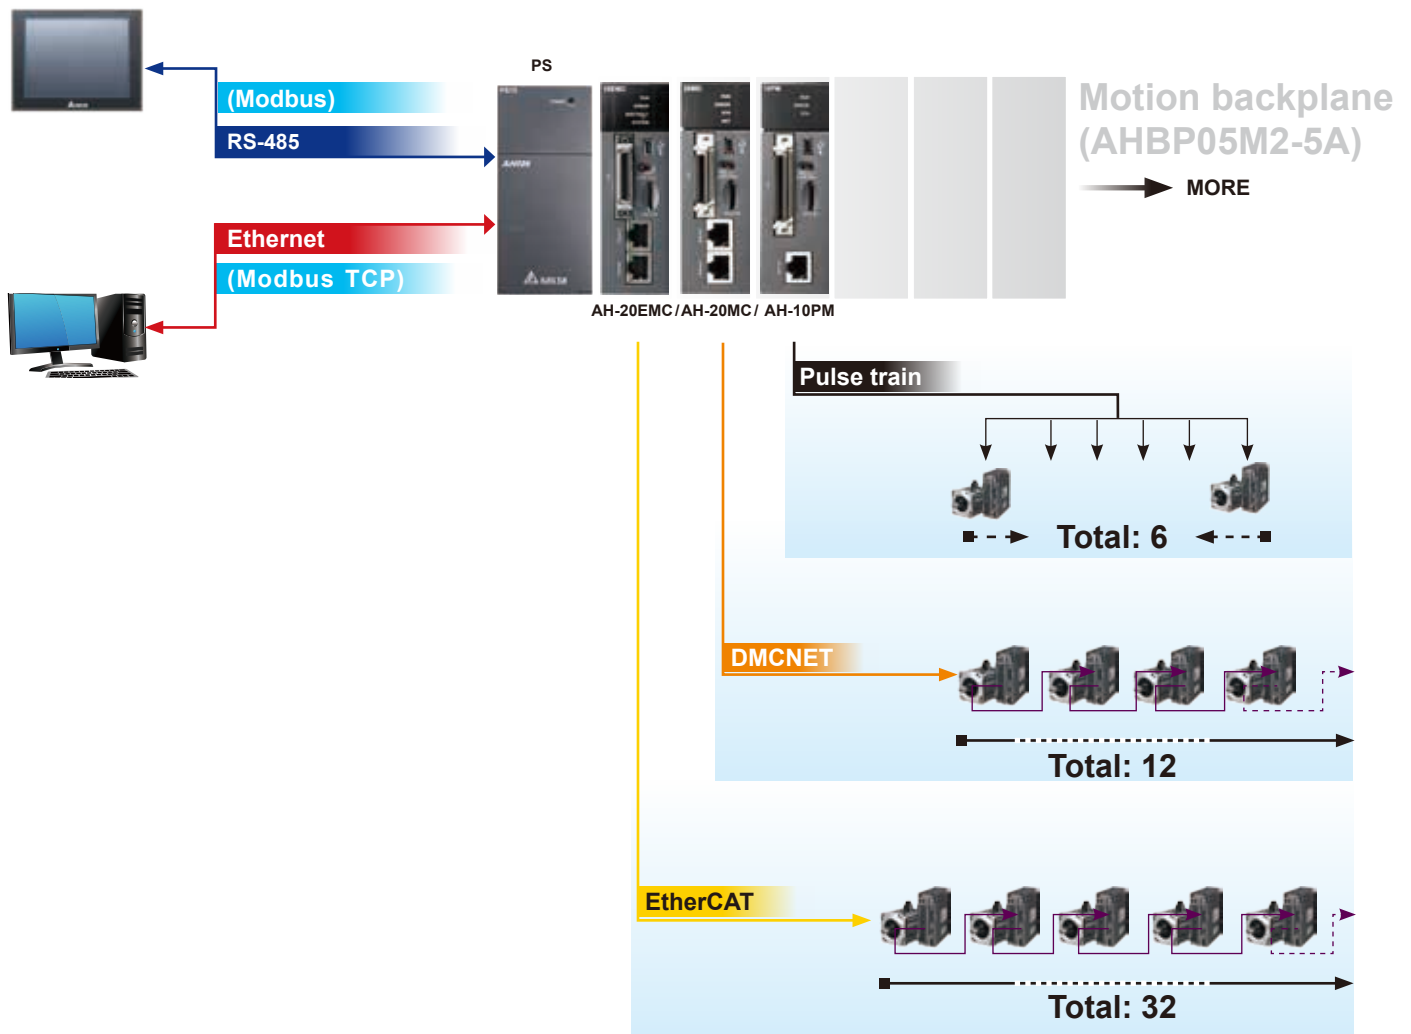 PS
(Modbus)
RS-485
Ethernet
(Modbus TCP)
Motion backplane
(AHBP05M2-5A)
MORE
AH-20EMC / AH-20MC / AH-10PM
Pulse train
Total: 6
DMCNET
Total: 12
EtherCAT
Total: 32